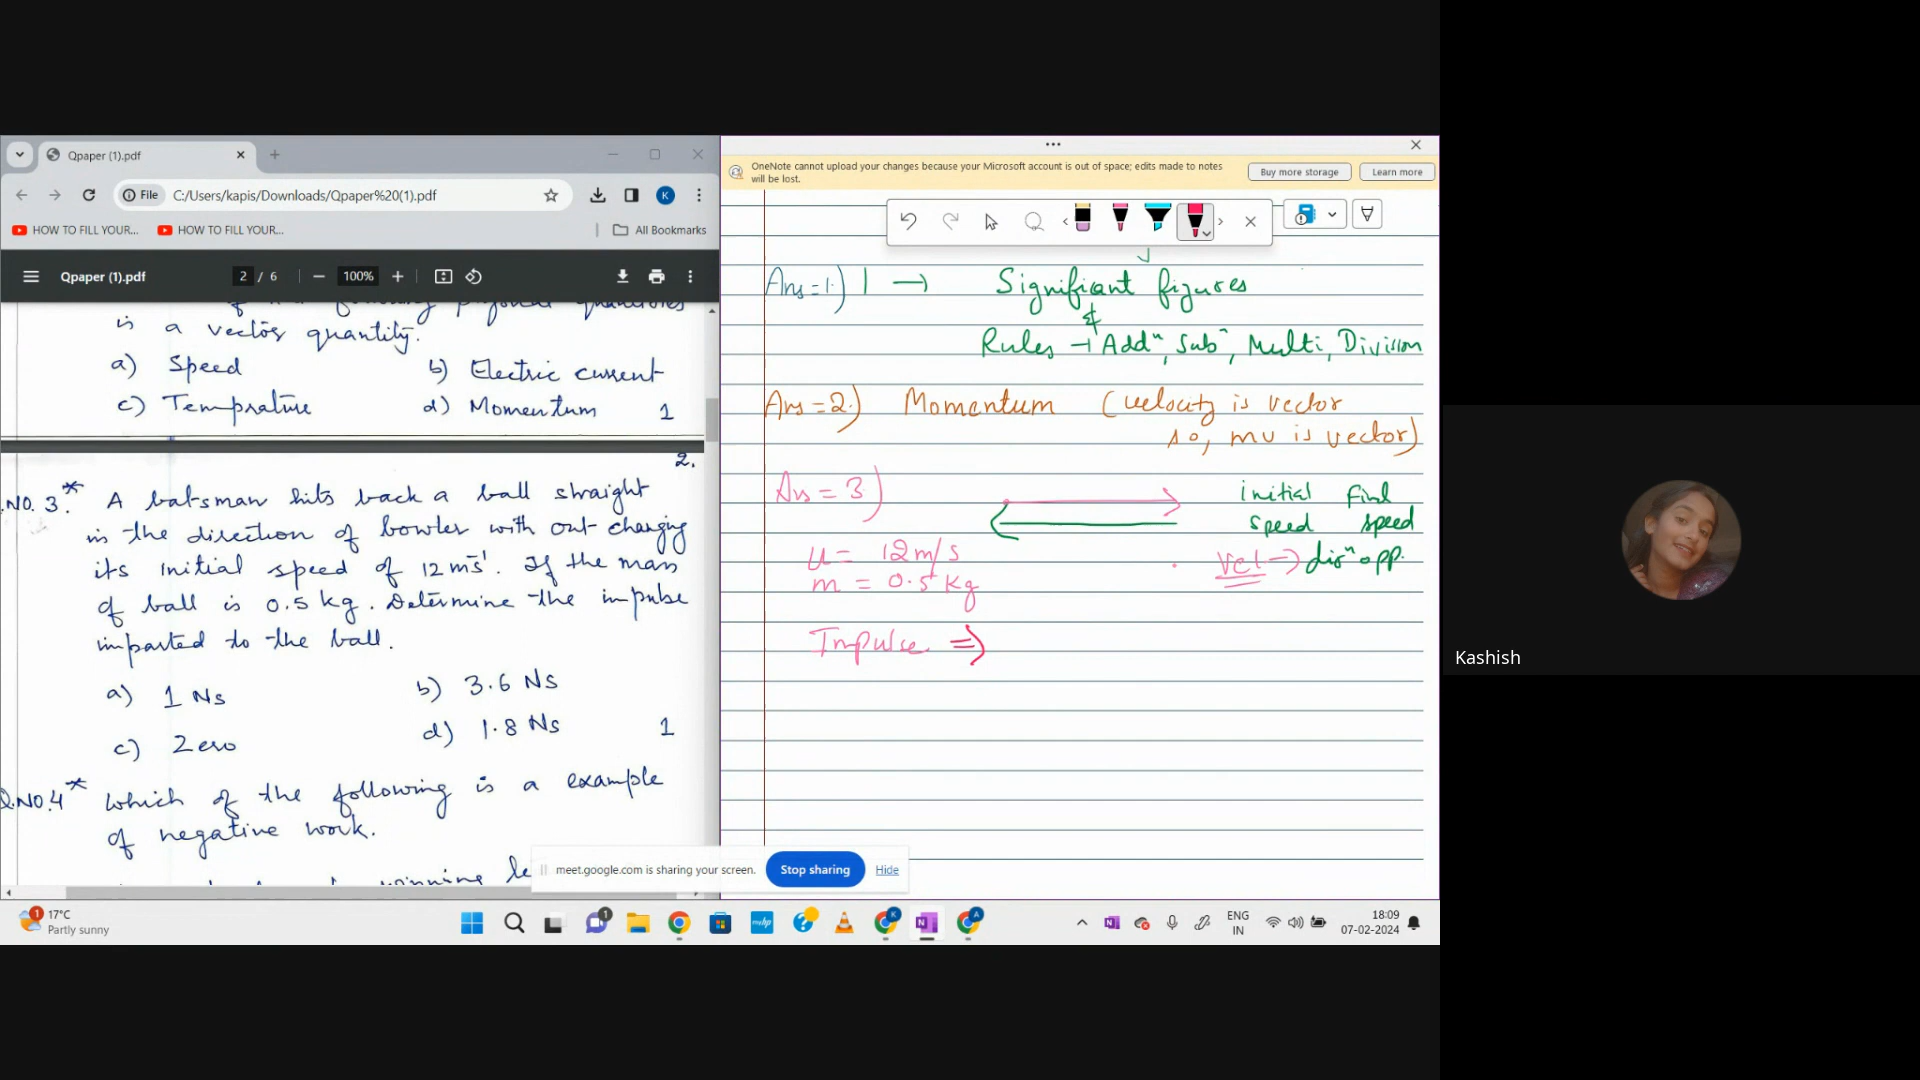 Qpaper (1).pdf
File C:/Users/kapis/Downloads/Qpaper%20(1).pdf
K
HOW TO FILL YOUR...
HOW TO FILL YOUR...
All Bookmarks
Qpaper (1).pdf
2 / 6
100%
is a vector quantity.
a) Speed
b) Electric current
c) Temprature
d) Momentum 1
2.
.NO. 3.* A batsman hits back a ball straight
in the direction of bowler with out changing
its initial speed of 12 ms-1. If the mass
of ball is 0.5 kg. Determine the impulse
imparted to the ball.
a) 1 Ns
b) 3.6 Ns
c) Zero
d) 1.8 Ns 1
Q.NO.4* Which of the following is a example
of negative work.
OneNote cannot upload your changes because your Microsoft account is out of space; edits made to notes
will be lost.
Buy more storage
Learn more
Ans=1.) | → Significant figures
&
Rules → Addn, Subn, Multi, Division
Ans=2.) Momentum (velocity is vector
so, mv is vector)
Ans=3)
initial Final
speed speed
u = 12 m/s
Vel → dirn opp.
m = 0.5 kg
Impulse ⇒
meet.google.com is sharing your screen.
Stop sharing
Hide
Kashish
1
17°C
Partly sunny
1
myhp
K
N
A
ENG
IN
18:09
07-02-2024